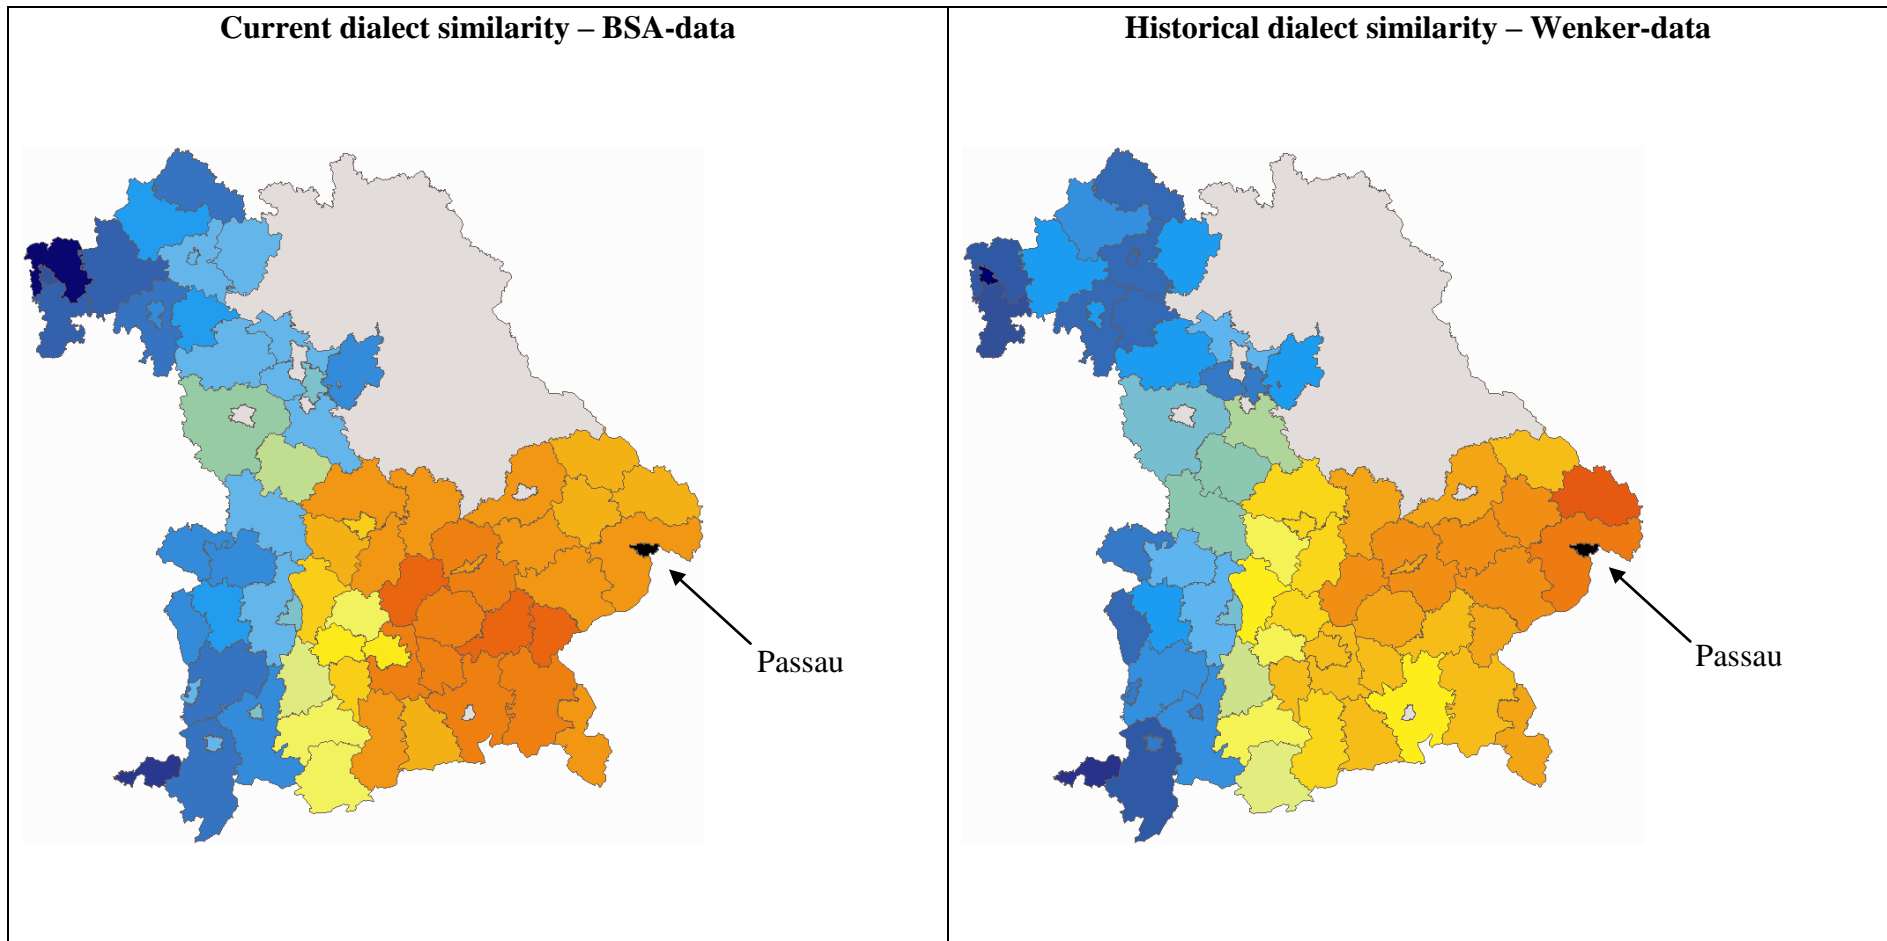 Current dialect similarity – BSA-data
Historical dialect similarity – Wenker-data
Passau
Passau